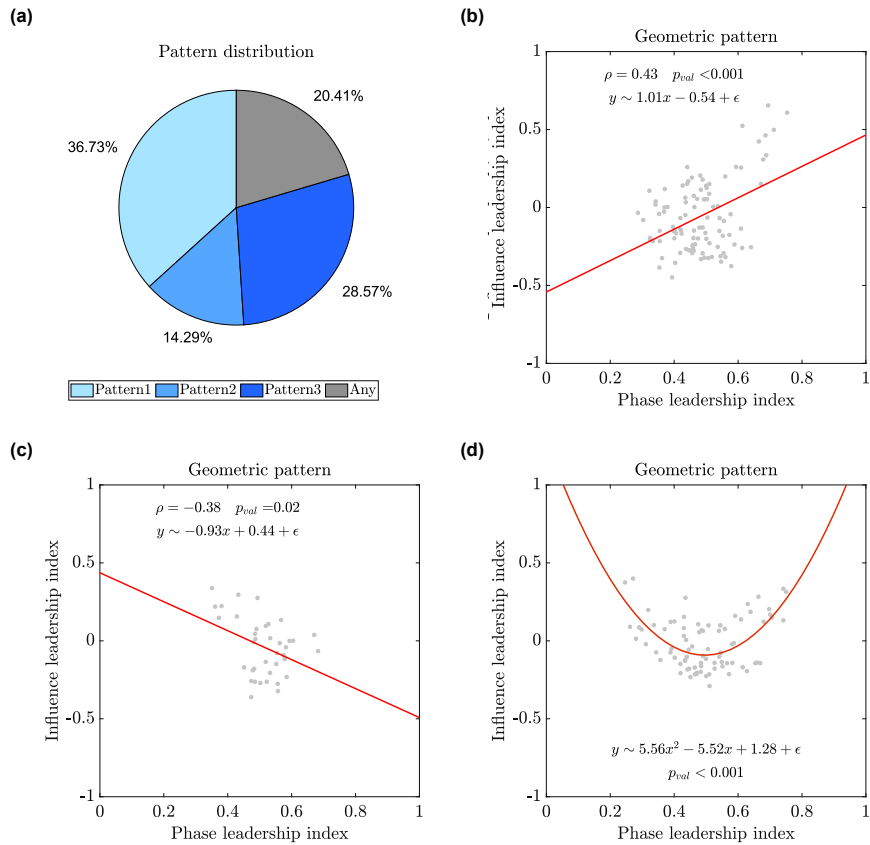 (a)
Pattern distribution
20.41%
36.73%
28.57%
14.29%
Pattern1 Pattern2 Pattern3 Any
(b)
Geometric pattern
ρ = 0.43 p_val <0.001
y ∼ 1.01x − 0.54 + ϵ
Influence leadership index
1
0.5
0
-0.5
-1
0 0.2 0.4 0.6 0.8 1
Phase leadership index
(c)
Geometric pattern
ρ = −0.38 p_val =0.02
y ∼ −0.93x + 0.44 + ϵ
Influence leadership index
1
0.5
0
-0.5
-1
0 0.2 0.4 0.6 0.8 1
Phase leadership index
(d)
Geometric pattern
Influence leadership index
1
0.5
0
-0.5
-1
y ∼ 5.56x² − 5.52x + 1.28 + ϵ
p_val < 0.001
0 0.2 0.4 0.6 0.8 1
Phase leadership index